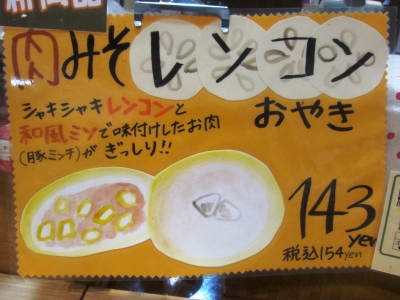 肉みそレンコン
おやき
シャキシャキレンコンと
和風ミソで味付けしたお肉
(豚ミンチ)が ぎっしり!!
143
yen
税込154yen